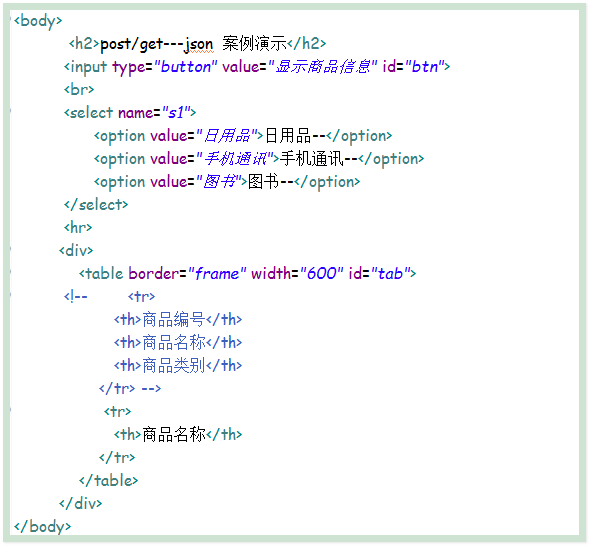 <body>
<h2>post/get---json 案例演示</h2>
<input type="button" value="显示商品信息" id="btn">
<br>
<select name="s1">
<option value="日用品">日用品--</option>
<option value="手机通讯">手机通讯--</option>
<option value="图书">图书--</option>
</select>
<hr>
<div>
<table border="frame" width="600" id="tab">
<!-- <tr>
<th>商品编号</th>
<th>商品名称</th>
<th>商品类别</th>
</tr> -->
<tr>
<th>商品名称</th>
</tr>
</table>
</div>
</body>